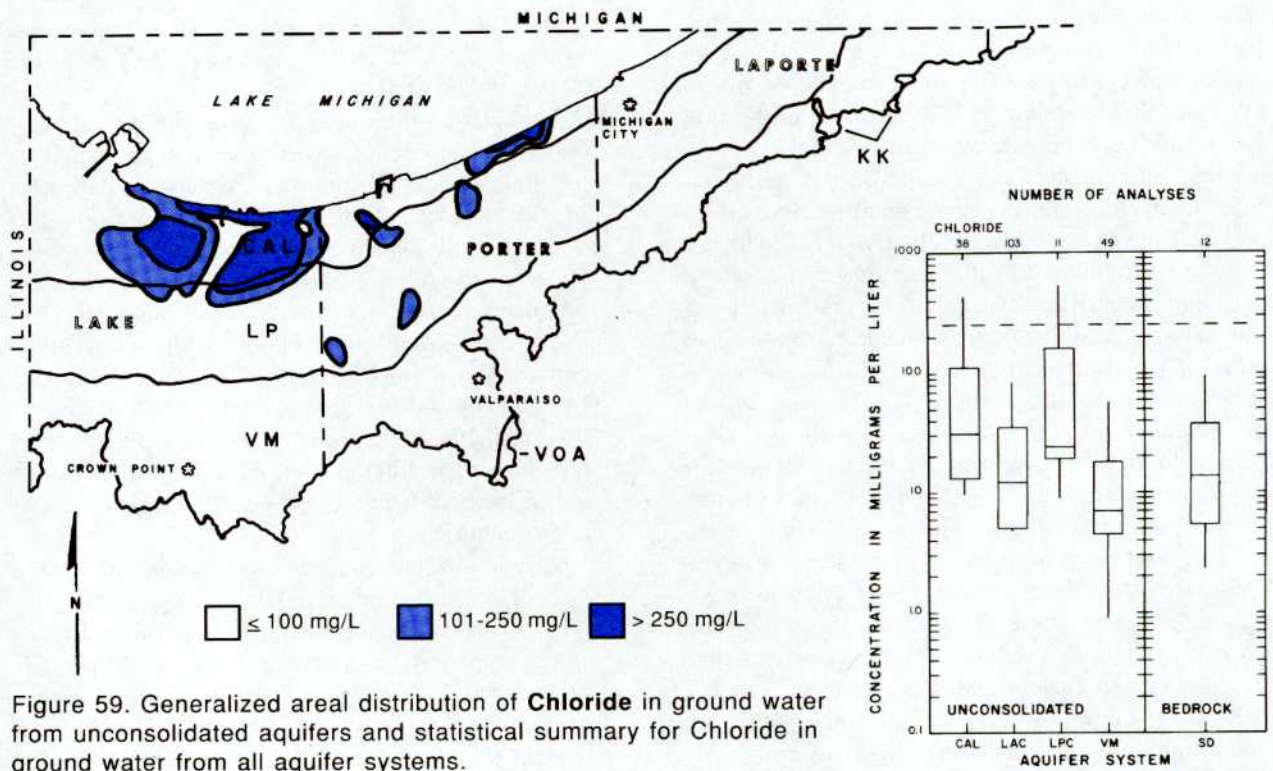 MICHIGAN
LAPORTE
LAKE MICHIGAN
MICHIGAN
CITY
KK
ILLINOIS
CAL
PORTER
LAKE
LP
VALPARAISO
VM
VOA
CROWN POINT
N
≤ 100 mg/L 101-250 mg/L > 250 mg/L
Figure 59. Generalized areal distribution of Chloride in ground water
from unconsolidated aquifers and statistical summary for Chloride in
ground water from all aquifer systems.
NUMBER OF ANALYSES
CHLORIDE
36 103 11 49 12
CONCENTRATION IN MILLIGRAMS PER LITER
1000
100
10
1.0
0.1
UNCONSOLIDATED BEDROCK
CAL LAC LPC VM SD
AQUIFER SYSTEM